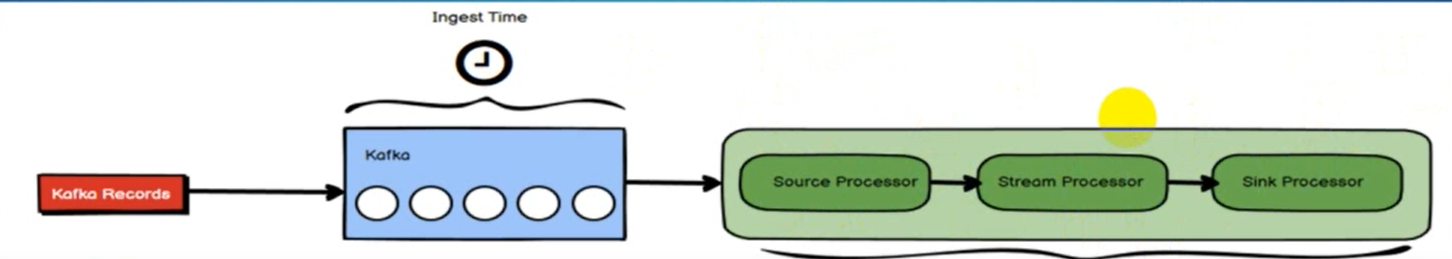 Ingest Time
Kafka
Kafka Records
Source Processor
Stream Processor
Sink Processor